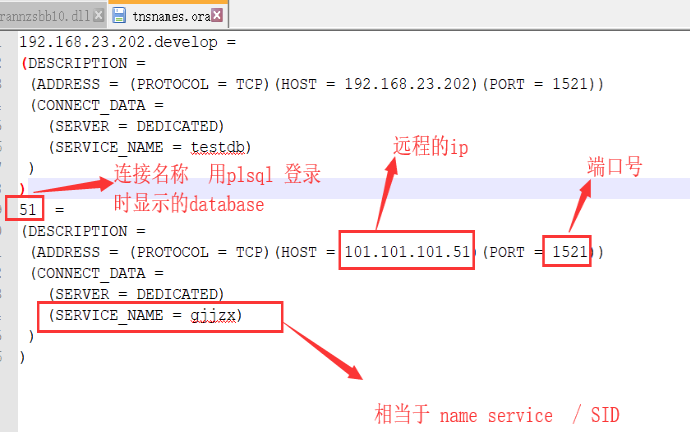 rannzsbb10.dll
tnsnames.ora
192.168.23.202.develop =
(DESCRIPTION =
(ADDRESS = (PROTOCOL = TCP)(HOST = 192.168.23.202)(PORT = 1521))
(CONNECT_DATA =
(SERVER = DEDICATED)
(SERVICE_NAME = testdb)
)
)
远程的ip
端口号
连接名称 用plsql 登录
时显示的database
51 =
(DESCRIPTION =
(ADDRESS = (PROTOCOL = TCP)(HOST = 101.101.101.51)(PORT = 1521))
(CONNECT_DATA =
(SERVER = DEDICATED)
(SERVICE_NAME = gjjzx)
)
)
相当于 name service / SID